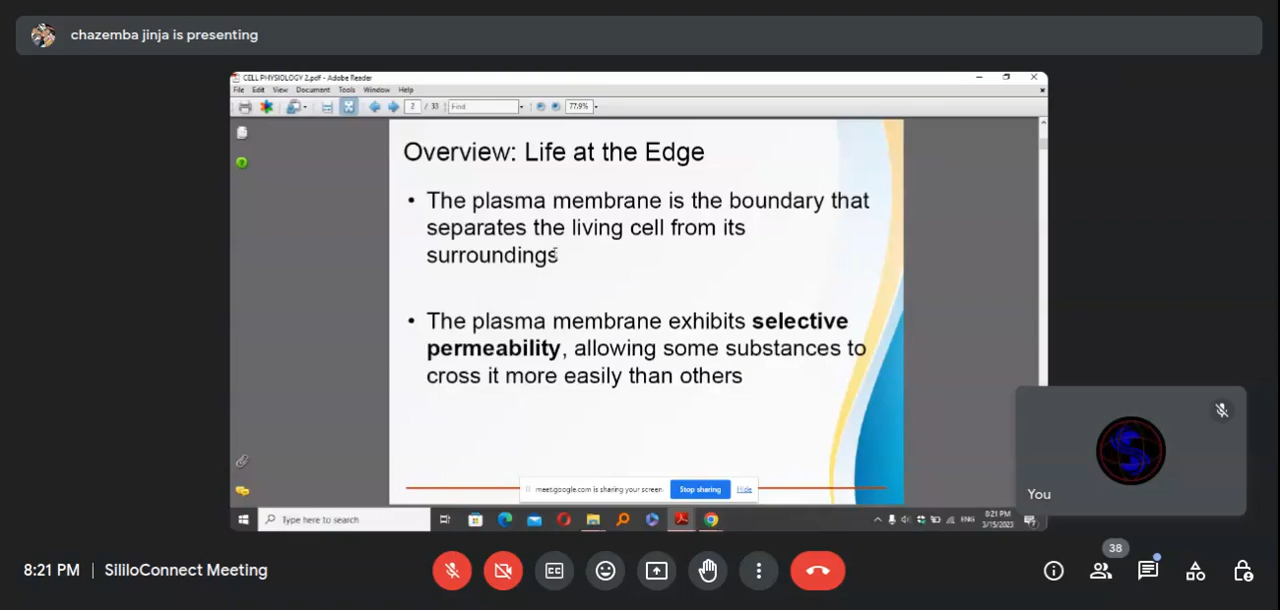 chazemba jinja is presenting
CELL PHYSIOLOGY 2.pdf - Adobe Reader
File Edit View Document Tools Window Help
2 / 33 Find 77.9%
Overview: Life at the Edge
• The plasma membrane is the boundary that
separates the living cell from its
surroundings
• The plasma membrane exhibits selective
permeability, allowing some substances to
cross it more easily than others
meet.google.com is sharing your screen. Stop sharing Hide
You
Type here to search
ENG
8:21 PM
3/15/2023
38
8:21 PM | SililoConnect Meeting